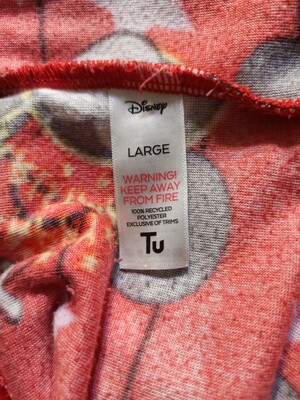 Disney
LARGE
WARNING!
KEEP AWAY
FROM FIRE
100% RECYCLED
POLYESTER
EXCLUSIVE OF TRIMS
Tu